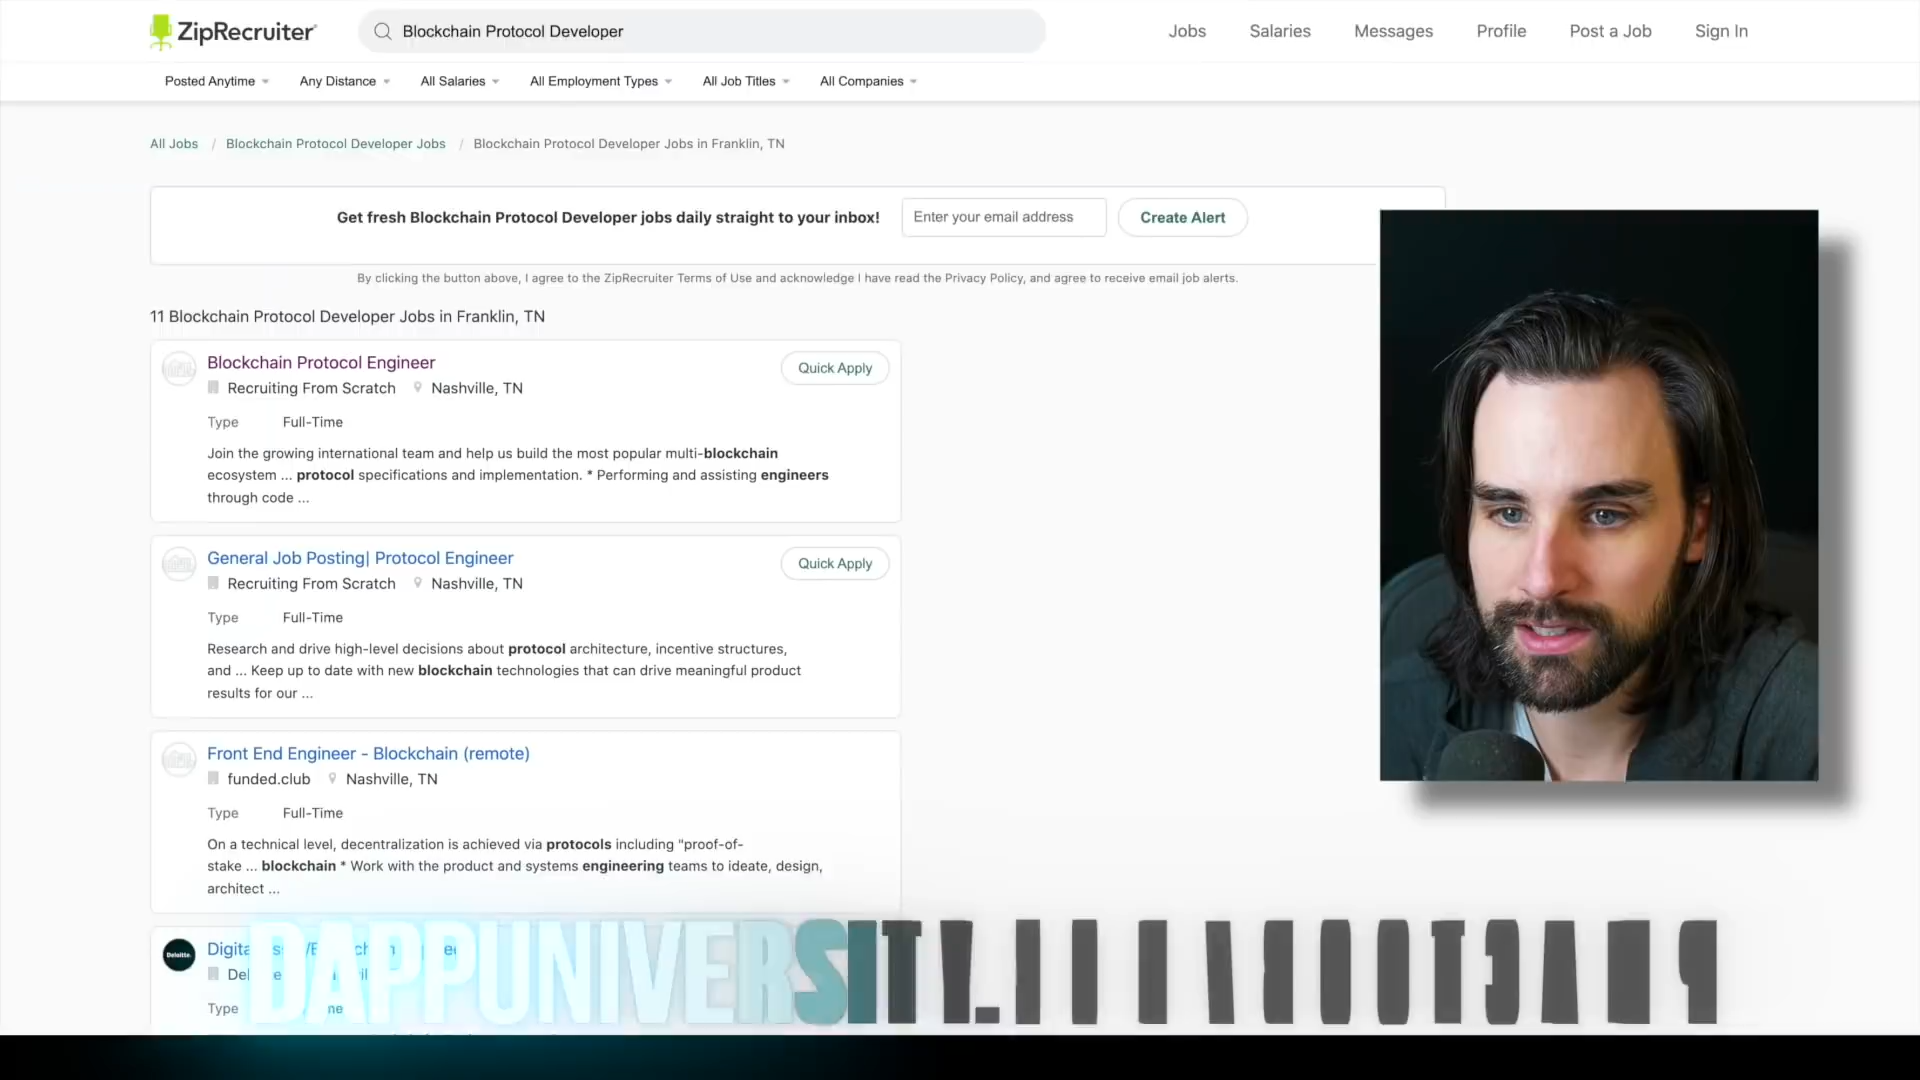 ZipRecruiter
Blockchain Protocol Developer
Jobs
Salaries
Messages
Profile
Post a Job
Sign In
Posted Anytime
Any Distance
All Salaries
All Employment Types
All Job Titles
All Companies
All Jobs / Blockchain Protocol Developer Jobs / Blockchain Protocol Developer Jobs in Franklin, TN
Get fresh Blockchain Protocol Developer jobs daily straight to your inbox!
Enter your email address
Create Alert
By clicking the button above, I agree to the ZipRecruiter Terms of Use and acknowledge I have read the Privacy Policy, and agree to receive email job alerts.
11 Blockchain Protocol Developer Jobs in Franklin, TN
Blockchain Protocol Engineer
Quick Apply
Recruiting From Scratch Nashville, TN
Type Full-Time
Join the growing international team and help us build the most popular multi-blockchain
ecosystem ... protocol specifications and implementation. * Performing and assisting engineers
through code ...
General Job Posting| Protocol Engineer
Quick Apply
Recruiting From Scratch Nashville, TN
Type Full-Time
Research and drive high-level decisions about protocol architecture, incentive structures,
and ... Keep up to date with new blockchain technologies that can drive meaningful product
results for our ...
Front End Engineer - Blockchain (remote)
funded.club Nashville, TN
Type Full-Time
On a technical level, decentralization is achieved via protocols including "proof-of-
stake ... blockchain * Work with the product and systems engineering teams to ideate, design,
architect ...
Deloitte.
Type
DAPPUNIVERSITY.